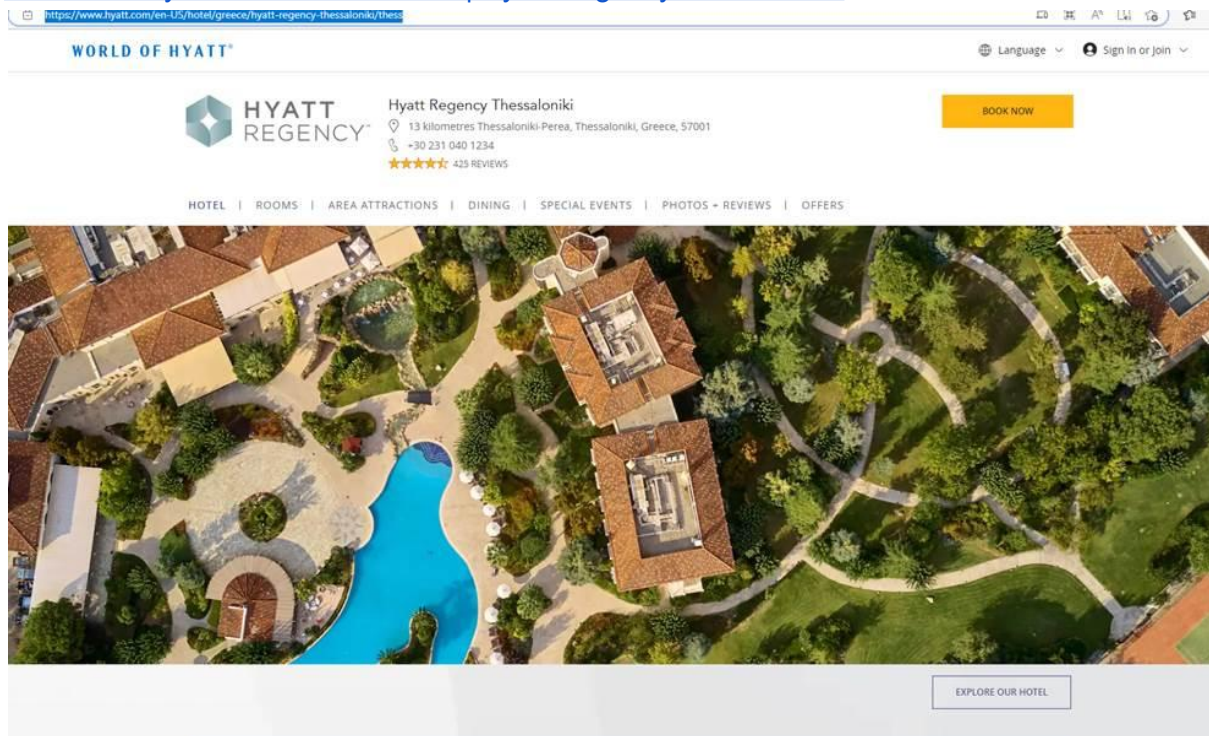 https://www.hyatt.com/en-US/hotel/greece/hyatt-regency-thessaloniki/thess
WORLD OF HYATT®
Language
Sign In or Join
HYATT
REGENCY™
Hyatt Regency Thessaloniki
13 kilometres Thessaloniki-Perea, Thessaloniki, Greece, 57001
+30 231 040 1234
425 REVIEWS
BOOK NOW
HOTEL | ROOMS | AREA ATTRACTIONS | DINING | SPECIAL EVENTS | PHOTOS + REVIEWS | OFFERS
EXPLORE OUR HOTEL